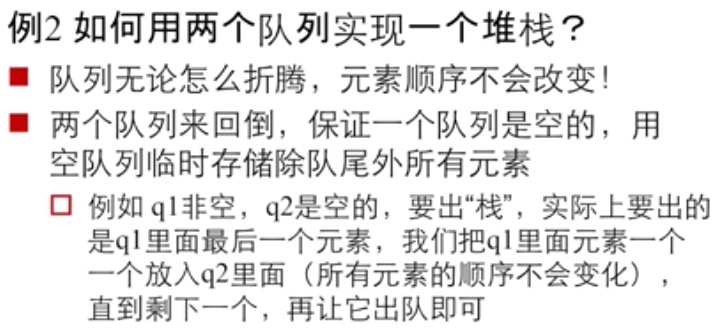 例2 如何用两个队列实现一个堆栈？
队列无论怎么折腾，元素顺序不会改变！
两个队列来回倒，保证一个队列是空的，用
空队列临时存储除队尾外所有元素
例如 q1非空，q2是空的，要出“栈”，实际上要出的
是q1里面最后一个元素，我们把q1里面元素一个
一个放入q2里面（所有元素的顺序不会变化），
直到剩下一个，再让它出队即可